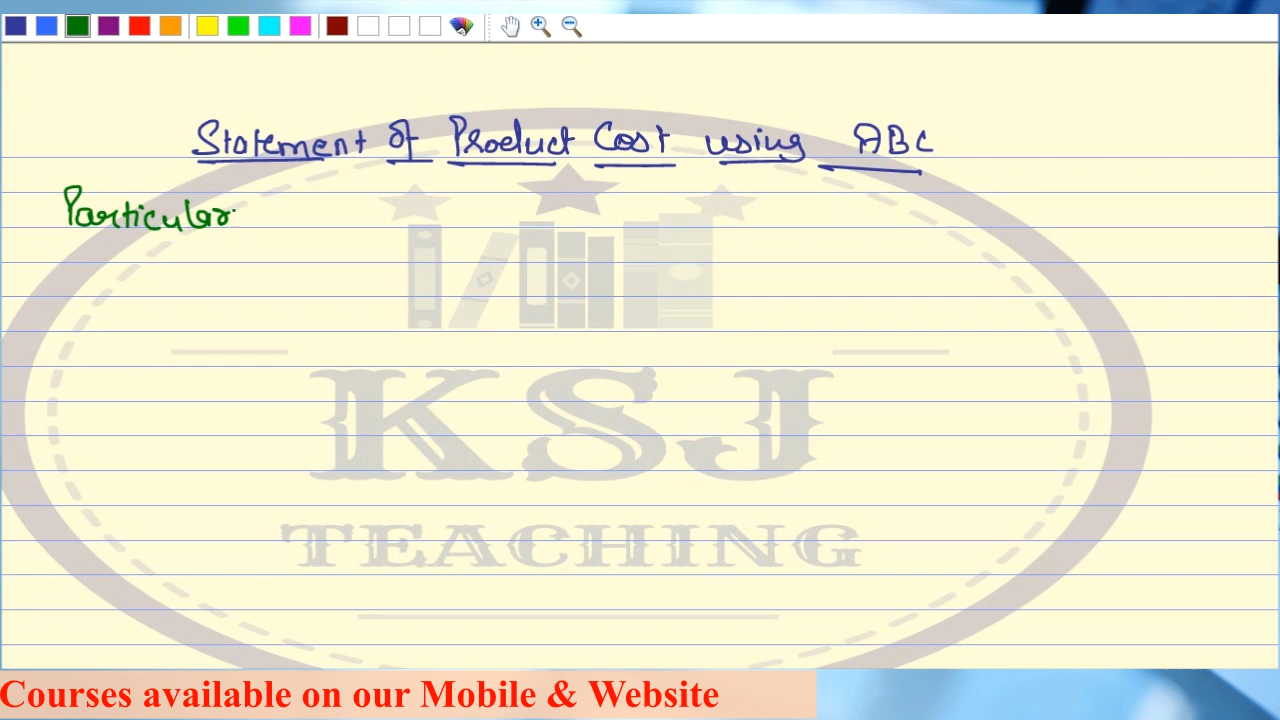 Statement of Product Cost using ABC
Particular
KSJ
TEACHING
Courses available on our Mobile & Website